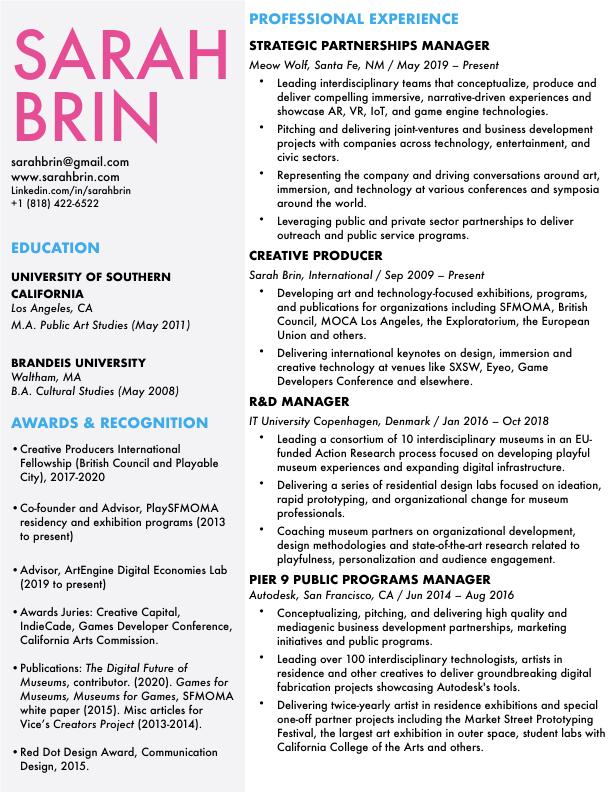 SARAH
BRIN
sarahbrin@gmail.com
www.sarahbrin.com
Linkedin.com/in/sarahbrin
+1 (818) 422-6522
EDUCATION
UNIVERSITY OF SOUTHERN
CALIFORNIA
Los Angeles, CA
M.A. Public Art Studies (May 2011)
BRANDEIS UNIVERSITY
Waltham, MA
B.A. Cultural Studies (May 2008)
AWARDS & RECOGNITION
• Creative Producers International
Fellowship (British Council and Playable
City), 2017-2020
• Co-founder and Advisor, PlaySFMOMA
residency and exhibition programs (2013
to present)
• Advisor, ArtEngine Digital Economies Lab
(2019 to present)
• Awards Juries: Creative Capital,
IndieCade, Games Developer Conference,
California Arts Commission.
• Publications: The Digital Future of
Museums, contributor. (2020). Games for
Museums, Museums for Games, SFMOMA
white paper (2015). Misc articles for
Vice's Creators Project (2013-2014).
• Red Dot Design Award, Communication
Design, 2015.
PROFESSIONAL EXPERIENCE
STRATEGIC PARTNERSHIPS MANAGER
Meow Wolf, Santa Fe, NM / May 2019 – Present
• Leading interdisciplinary teams that conceptualize, produce and
deliver compelling immersive, narrative-driven experiences and
showcase AR, VR, IoT, and game engine technologies.
• Pitching and delivering joint-ventures and business development
projects with companies across technology, entertainment, and
civic sectors.
• Representing the company and driving conversations around art,
immersion, and technology at various conferences and symposia
around the world.
• Leveraging public and private sector partnerships to deliver
outreach and public service programs.
CREATIVE PRODUCER
Sarah Brin, International / Sep 2009 – Present
• Developing art and technology-focused exhibitions, programs,
and publications for organizations including SFMOMA, British
Council, MOCA Los Angeles, the Exploratorium, the European
Union and others.
• Delivering international keynotes on design, immersion and
creative technology at venues like SXSW, Eyeo, Game
Developers Conference and elsewhere.
R&D MANAGER
IT University Copenhagen, Denmark / Jan 2016 – Oct 2018
• Leading a consortium of 10 interdisciplinary museums in an EU-
funded Action Research process focused on developing playful
museum experiences and expanding digital infrastructure.
• Delivering a series of residential design labs focused on ideation,
rapid prototyping, and organizational change for museum
professionals.
• Coaching museum partners on organizational development,
design methodologies and state-of-the-art research related to
playfulness, personalization and audience engagement.
PIER 9 PUBLIC PROGRAMS MANAGER
Autodesk, San Francisco, CA / Jun 2014 – Aug 2016
• Conceptualizing, pitching, and delivering high quality and
mediagenic business development partnerships, marketing
initiatives and public programs.
• Leading over 100 interdisciplinary technologists, artists in
residence and other creatives to deliver groundbreaking digital
fabrication projects showcasing Autodesk's tools.
• Delivering twice-yearly artist in residence exhibitions and special
one-off partner projects including the Market Street Prototyping
Festival, the largest art exhibition in outer space, student labs with
California College of the Arts and others.